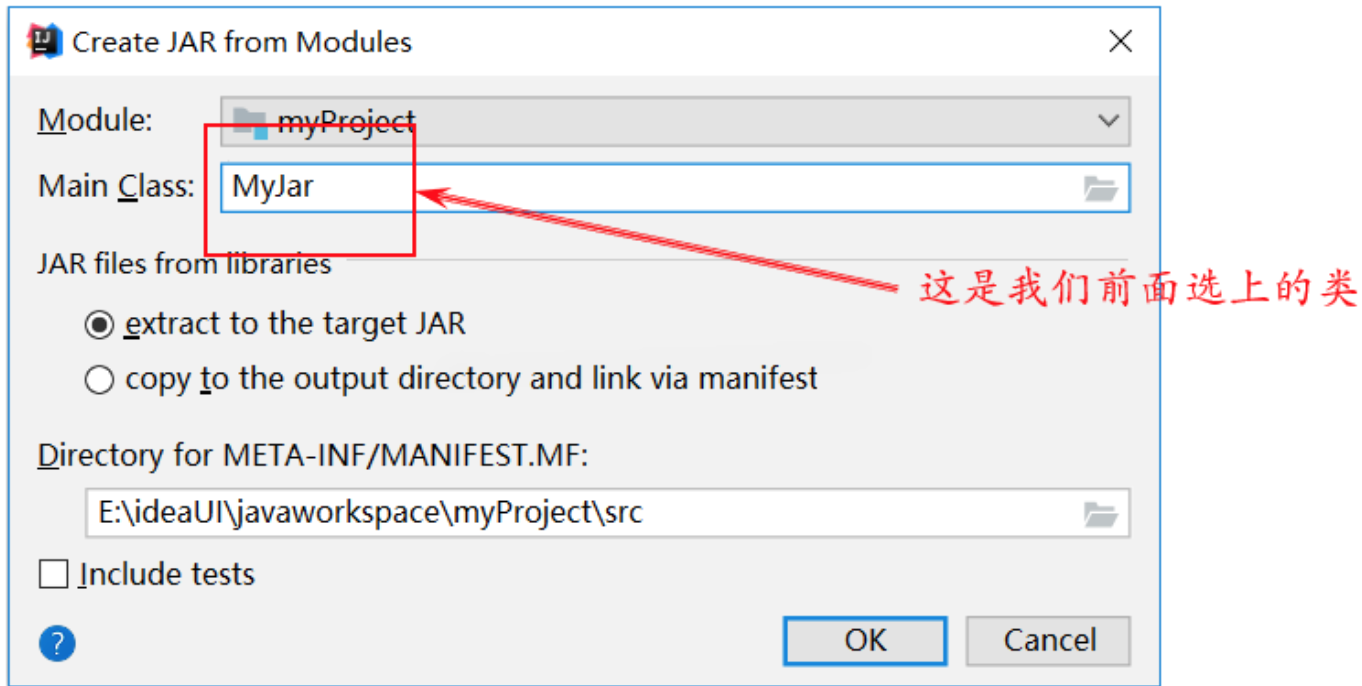 Create JAR from Modules
Module: myProject
Main Class: MyJar
JAR files from libraries
这是我们前面选上的类
extract to the target JAR
copy to the output directory and link via manifest
Directory for META-INF/MANIFEST.MF:
E:\ideaUI\javaworkspace\myProject\src
Include tests
? OK Cancel